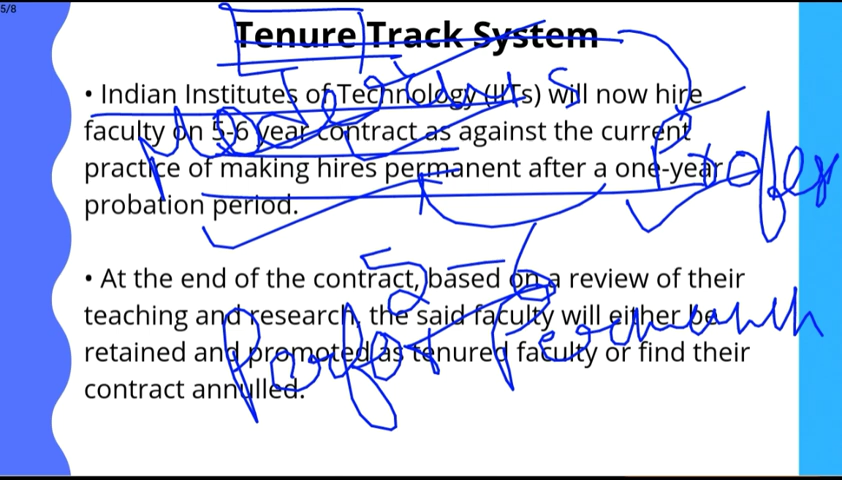 5/8
Tenure Track System
• Indian Institutes of Technology (IITs) will now hire
faculty on 5-6 year contract as against the current
practice of making hires permanent after a one-year
probation period.
• At the end of the contract, based on a review of their
teaching and research, the said faculty will either be
retained and promoted as tenured faculty or find their
contract annulled.
5-6